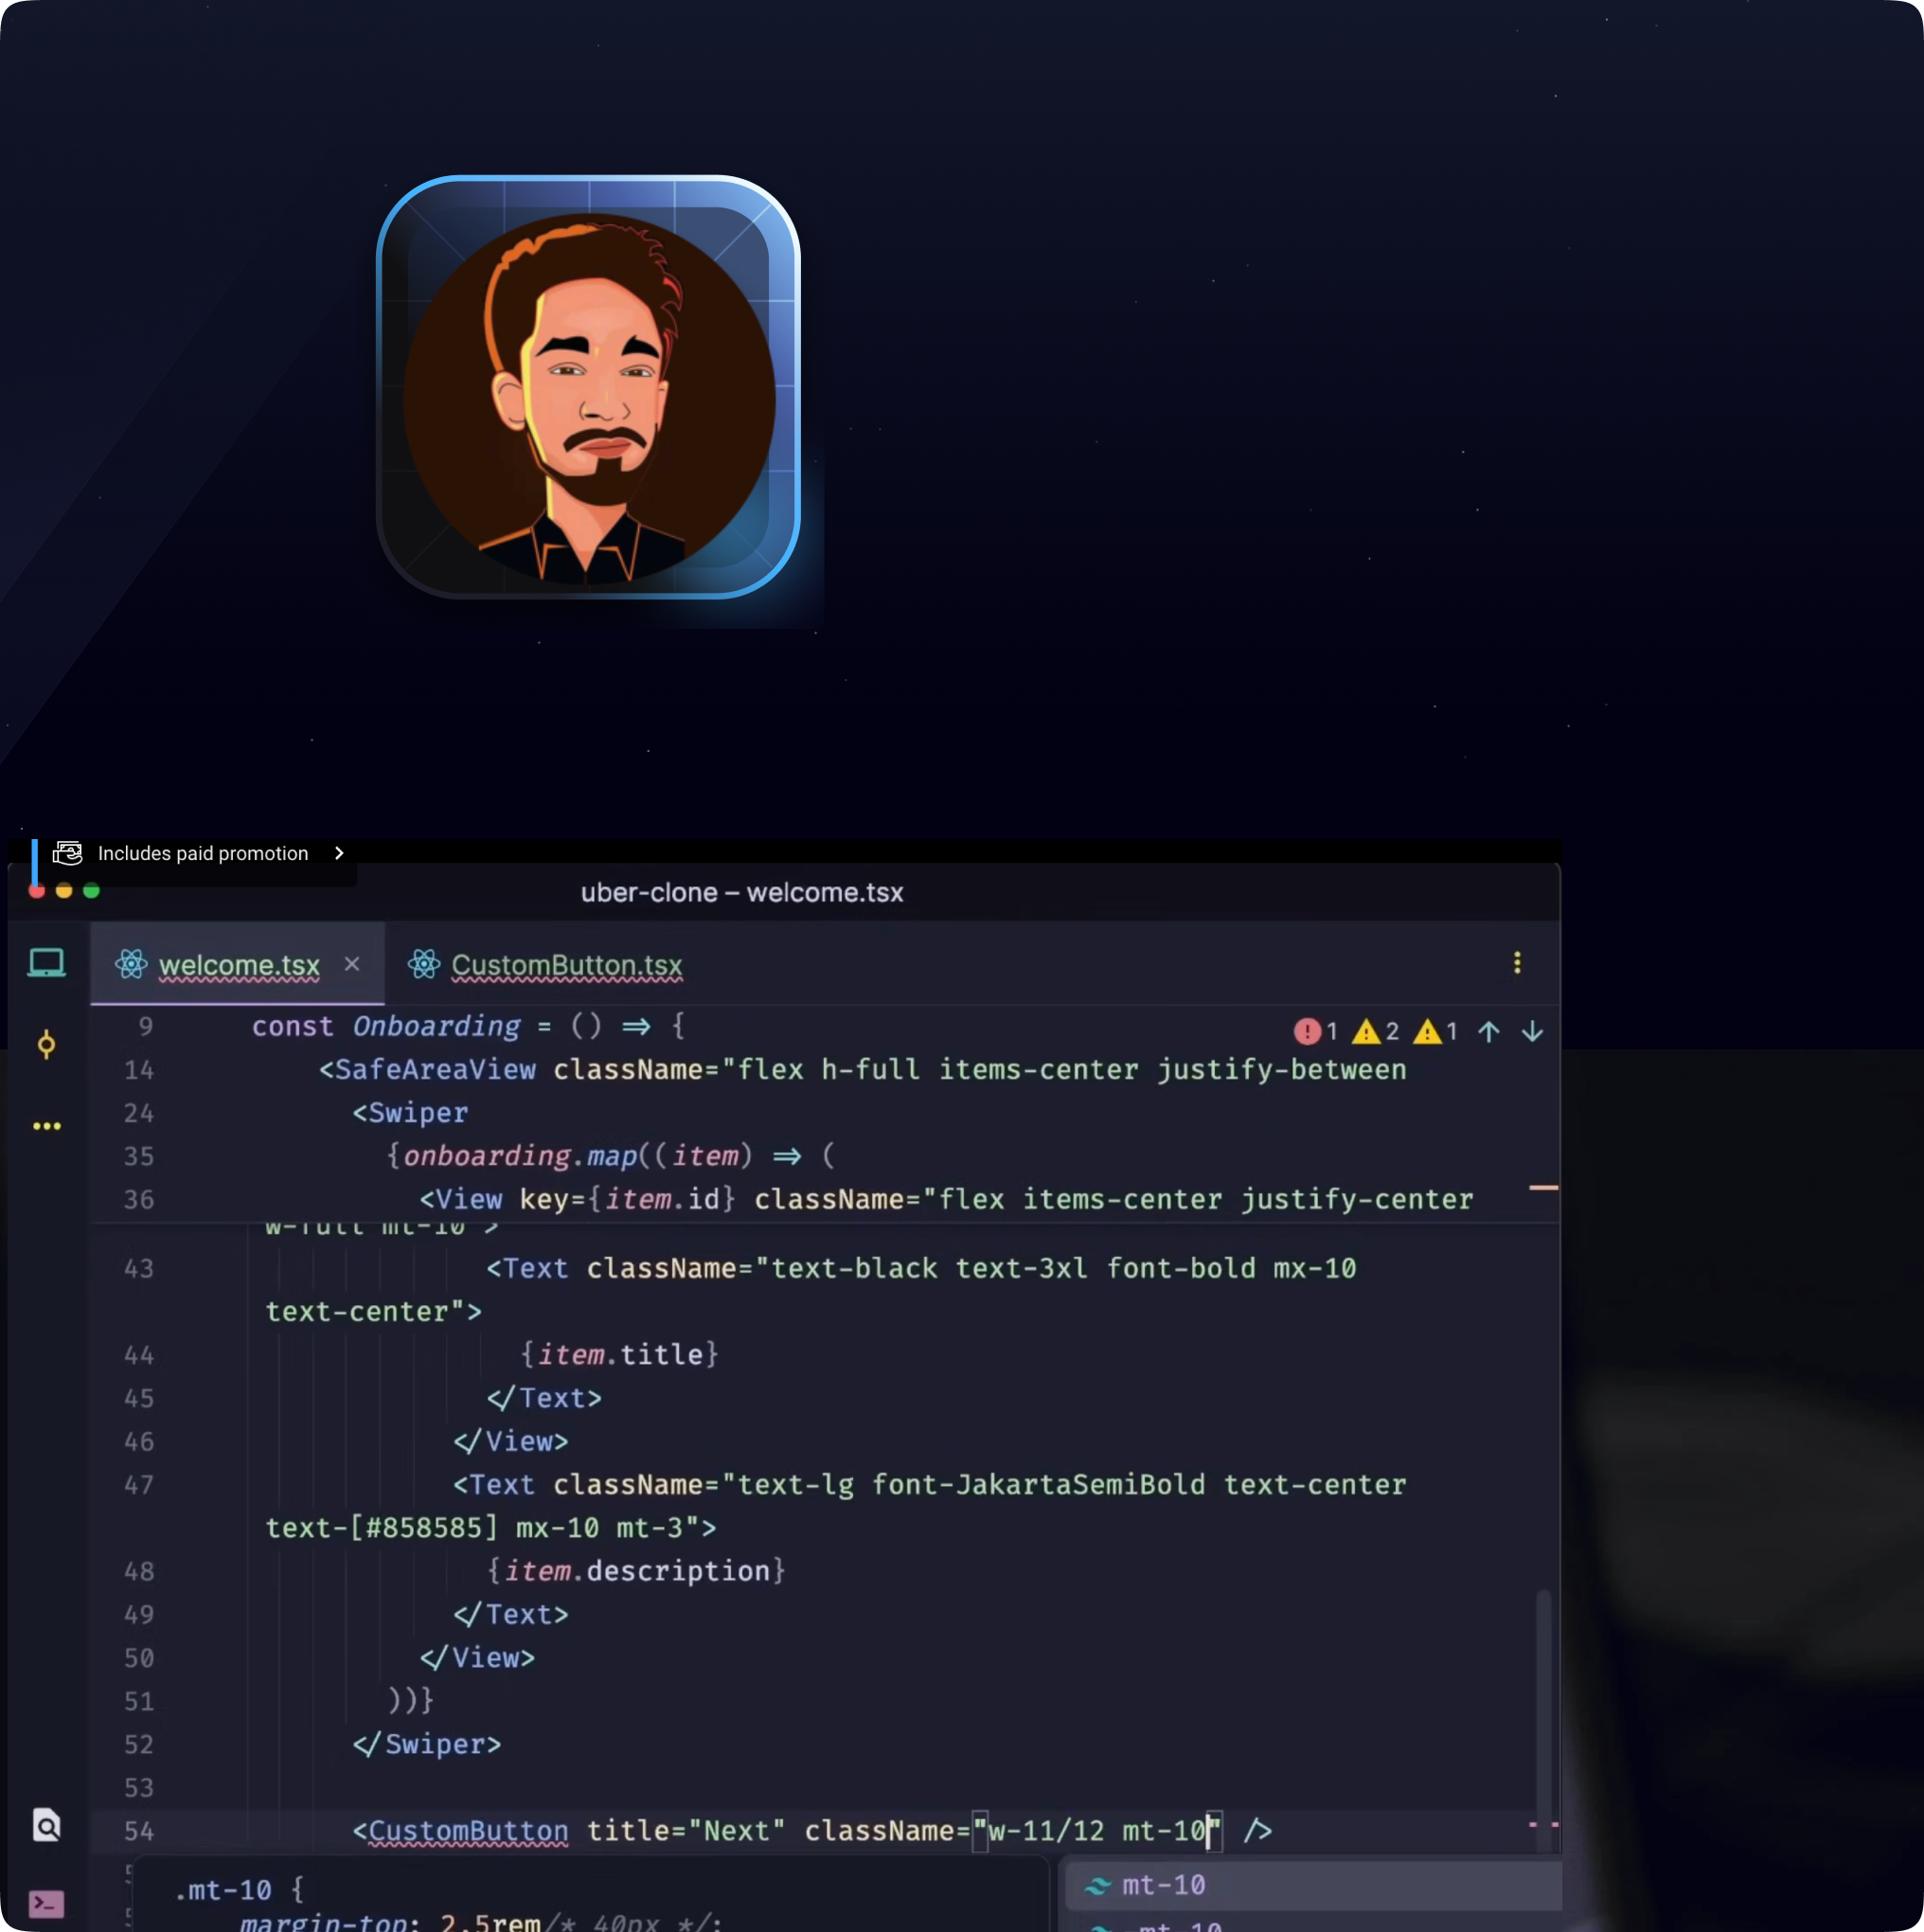 Includes paid promotion
uber-clone – welcome.tsx
welcome.tsx × CustomButton.tsx
9 const Onboarding = () => { 1 2 1
14 <SafeAreaView className="flex h-full items-center justify-between
24 <Swiper
35 {onboarding.map((item) => (
36 <View key={item.id} className="flex items-center justify-center
w-full mt-10">
43 <Text className="text-black text-3xl font-bold mx-10
text-center">
44 {item.title}
45 </Text>
46 </View>
47 <Text className="text-lg font-JakartaSemiBold text-center
text-[#858585] mx-10 mt-3">
48 {item.description}
49 </Text>
50 </View>
51 ))}
52 </Swiper>
53
54 <CustomButton title="Next" className="w-11/12 mt-10" />
.mt-10 {
mt-10
margin-top: 2.5rem/* 40px */;
-mt-10